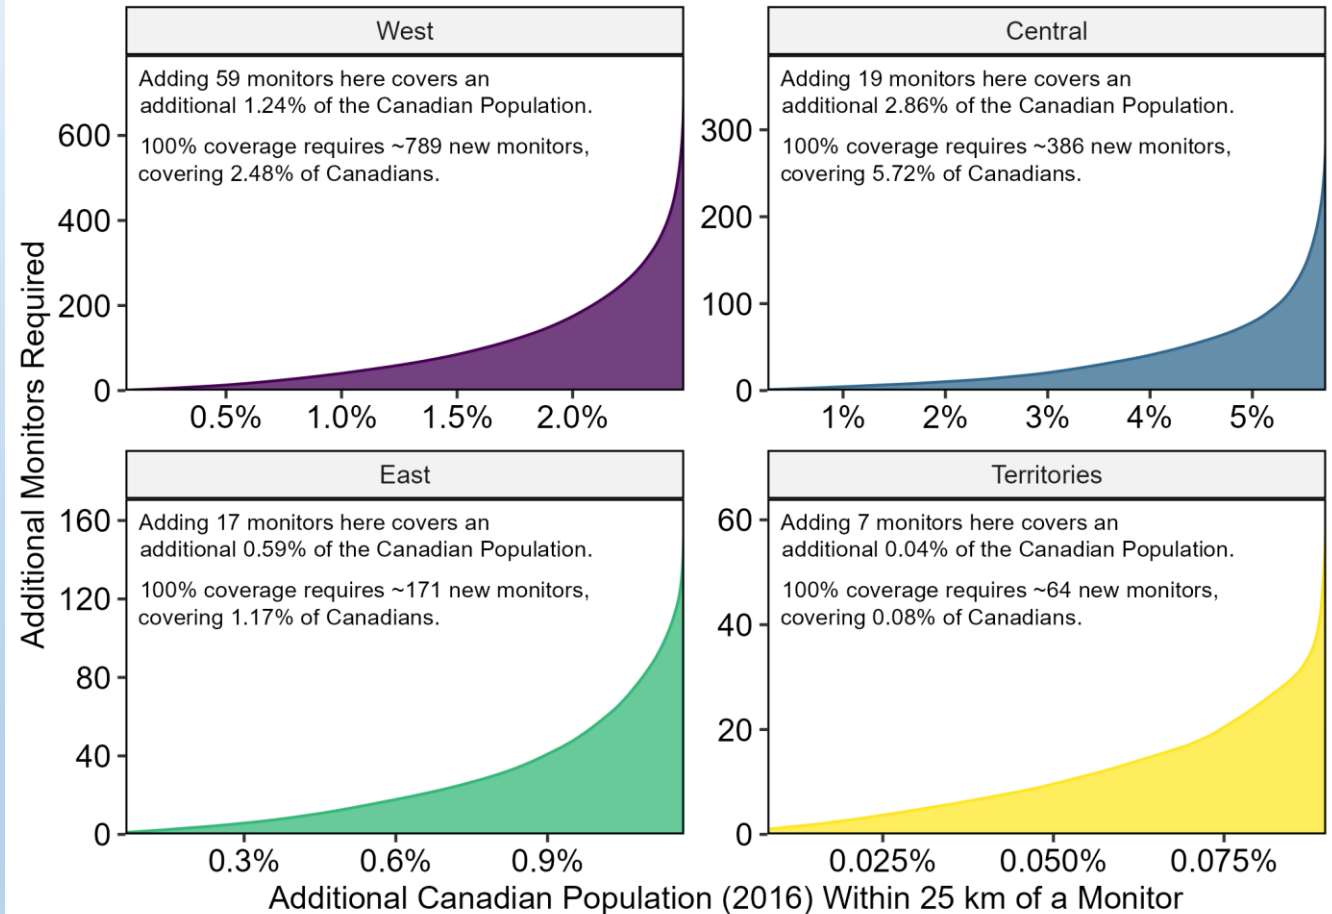 West
Adding 59 monitors here covers an
additional 1.24% of the Canadian Population.
100% coverage requires ~789 new monitors,
covering 2.48% of Canadians.
600
400
200
0
0.5%
1.0%
1.5%
2.0%
Central
Adding 19 monitors here covers an
additional 2.86% of the Canadian Population.
100% coverage requires ~386 new monitors,
covering 5.72% of Canadians.
300
200
100
0
1%
2%
3%
4%
5%
East
Adding 17 monitors here covers an
additional 0.59% of the Canadian Population.
100% coverage requires ~171 new monitors,
covering 1.17% of Canadians.
160
120
80
40
0
0.3%
0.6%
0.9%
Territories
Adding 7 monitors here covers an
additional 0.04% of the Canadian Population.
100% coverage requires ~64 new monitors,
covering 0.08% of Canadians.
60
40
20
0
0.025%
0.050%
0.075%
Additional Monitors Required
Additional Canadian Population (2016) Within 25 km of a Monitor